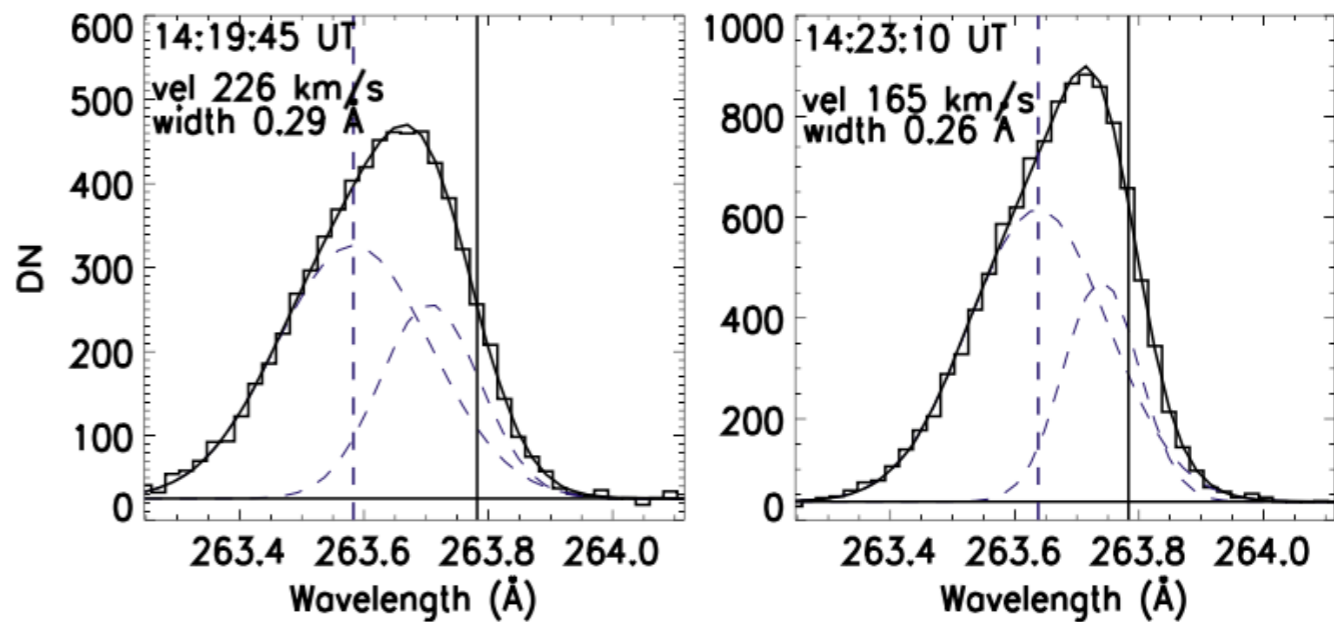 14:19:45 UT
vel 226 km/s
width 0.29 Å
600
500
400
300
200
100
0
DN
263.4 263.6 263.8 264.0
Wavelength (Å)
14:23:10 UT
vel 165 km/s
width 0.26 Å
1000
800
600
400
200
0
263.4 263.6 263.8 264.0
Wavelength (Å)